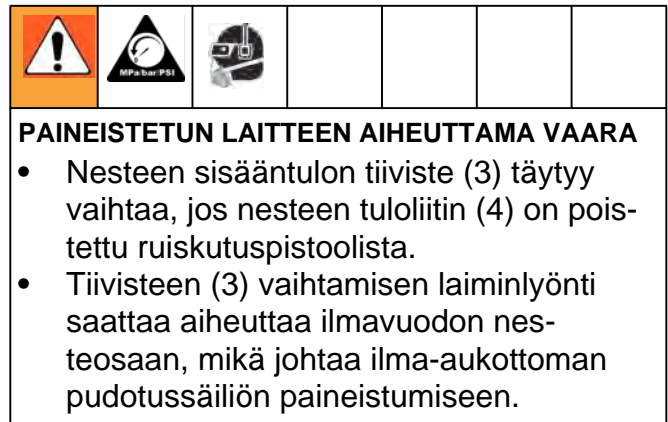 MPa/bar/PSI
PAINEISTETUN LAITTEEN AIHEUTTAMA VAARA
• Nesteen sisääntulon tiiviste (3) täytyy
vaihtaa, jos nesteen tuloliitin (4) on pois-
tettu ruiskutuspistoolista.
• Tiivisteen (3) vaihtamisen laiminlyönti
saattaa aiheuttaa ilmavuodon nes-
teosaan, mikä johtaa ilma-aukottoman
pudotussäiliön paineistumiseen.